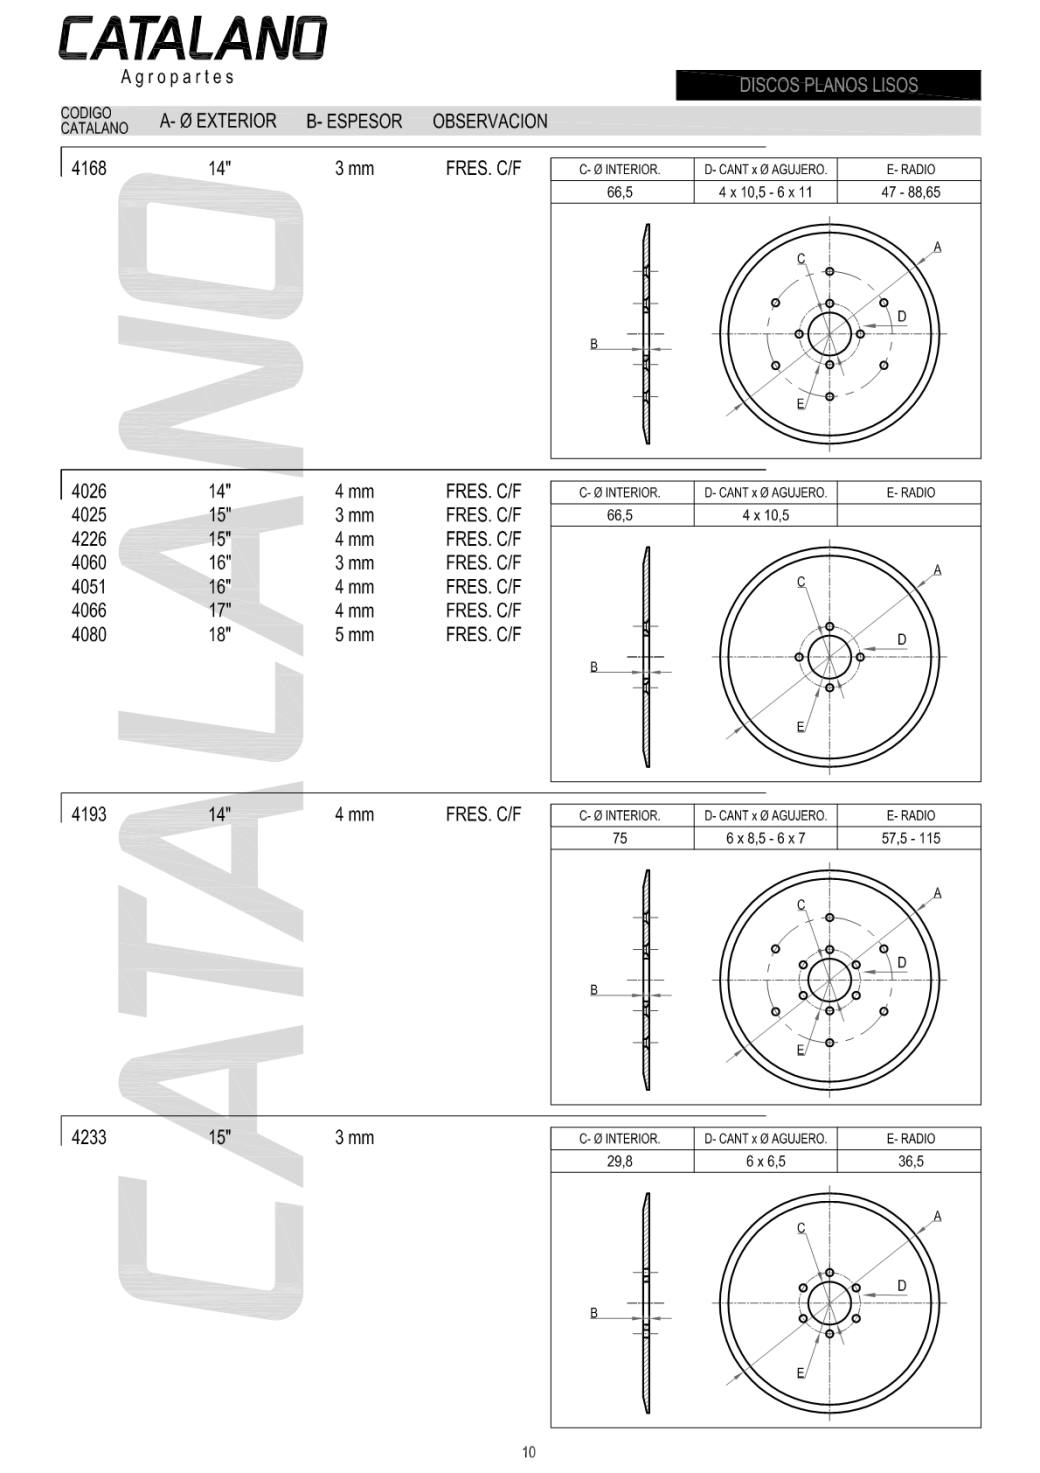 CATALANO
Agropartes
DISCOS PLANOS LISOS
CODIGO CATALANO A- Ø EXTERIOR B- ESPESOR OBSERVACION
4168 14" 3 mm FRES. C/F
C- Ø INTERIOR. D- CANT x Ø AGUJERO. E- RADIO
66,5 4 x 10,5 - 6 x 11 47 - 88,65
A
C
D
B
E
4026 14" 4 mm FRES. C/F
4025 15" 3 mm FRES. C/F
4226 15" 4 mm FRES. C/F
4060 16" 3 mm FRES. C/F
4051 16" 4 mm FRES. C/F
4066 17" 4 mm FRES. C/F
4080 18" 5 mm FRES. C/F
C- Ø INTERIOR. D- CANT x Ø AGUJERO. E- RADIO
66,5 4 x 10,5
A
C
D
B
E
4193 14" 4 mm FRES. C/F
C- Ø INTERIOR. D- CANT x Ø AGUJERO. E- RADIO
75 6 x 8,5 - 6 x 7 57,5 - 115
A
C
D
B
E
4233 15" 3 mm
C- Ø INTERIOR. D- CANT x Ø AGUJERO. E- RADIO
29,8 6 x 6,5 36,5
A
C
D
B
E
CATALANO
10